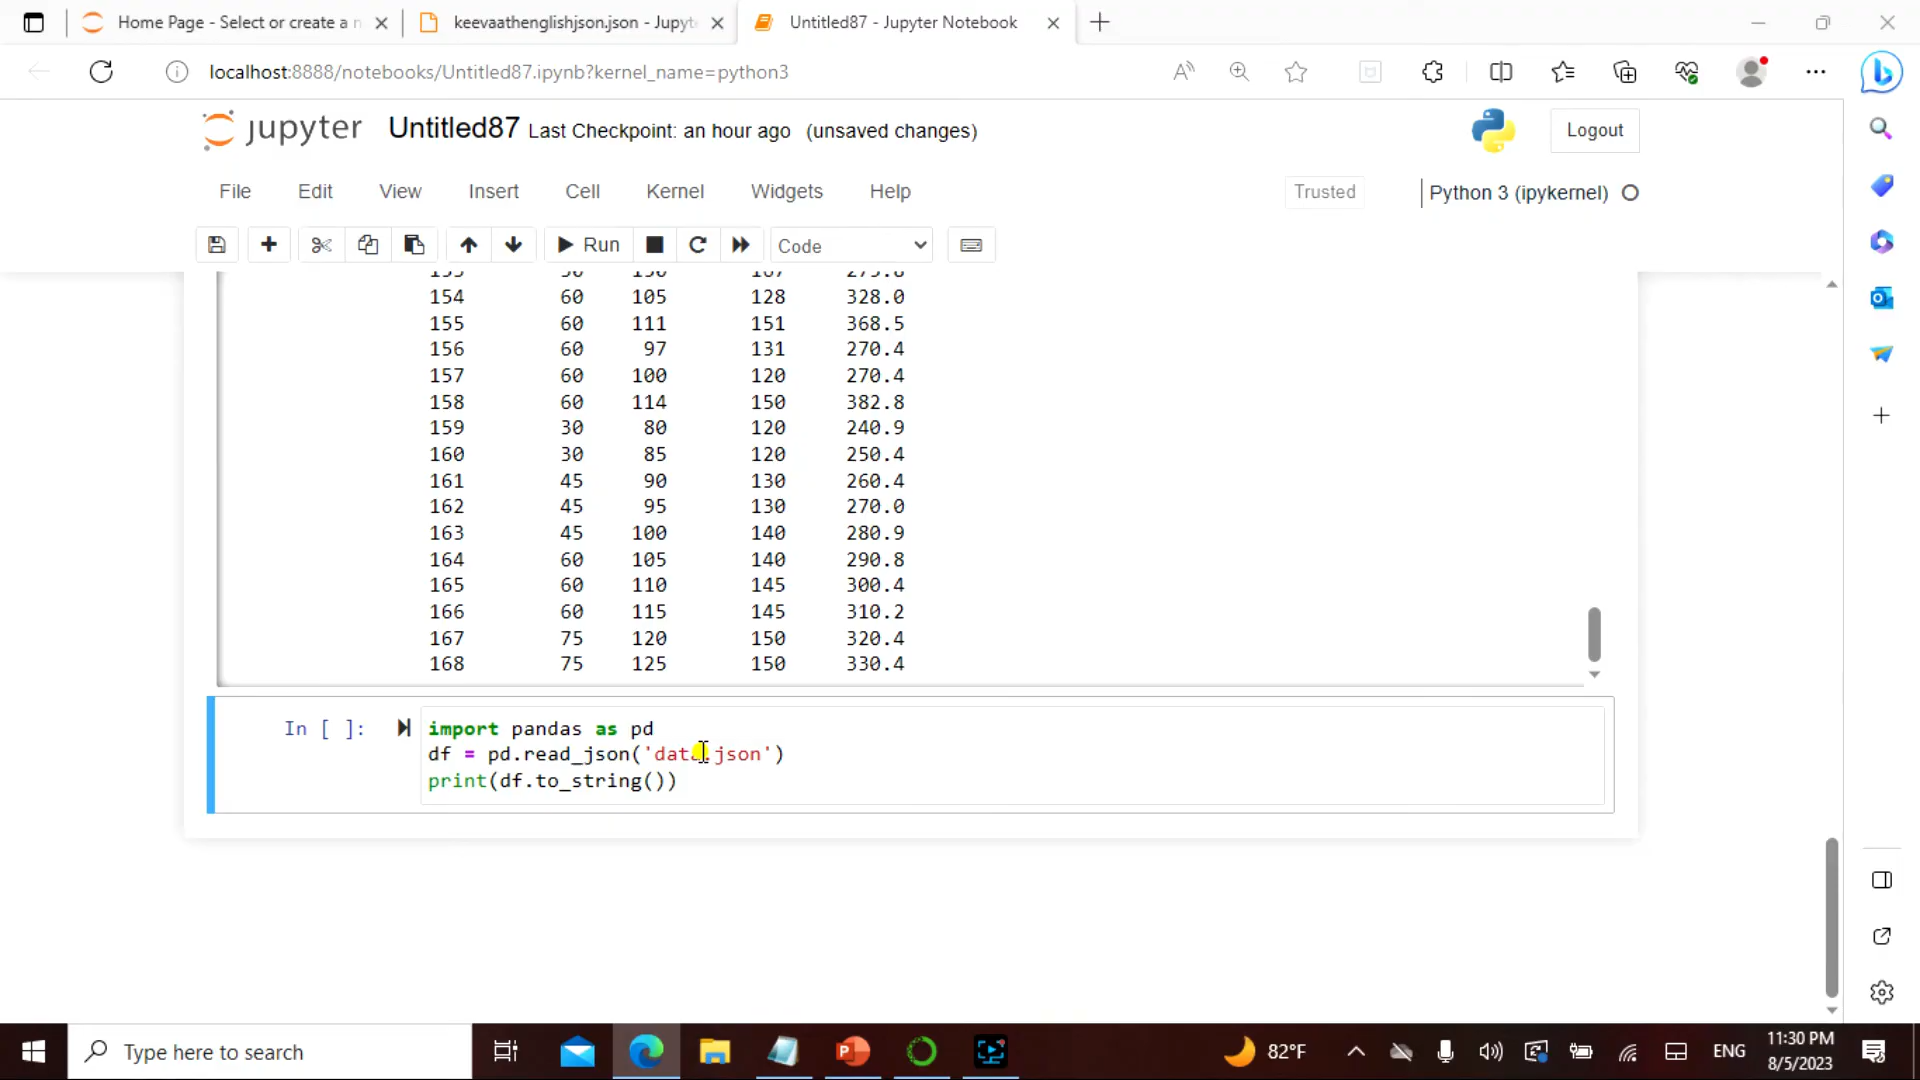 Home Page - Select or create a n
keevaathenglishjson.json - Jupyt
Untitled87 - Jupyter Notebook
localhost:8888/notebooks/Untitled87.ipynb?kernel_name=python3
jupyter Untitled87 Last Checkpoint: an hour ago (unsaved changes)
Logout
File Edit View Insert Cell Kernel Widgets Help
Trusted
Python 3 (ipykernel)
Run
Code
154 60 105 128 328.0
155 60 111 151 368.5
156 60 97 131 270.4
157 60 100 120 270.4
158 60 114 150 382.8
159 30 80 120 240.9
160 30 85 120 250.4
161 45 90 130 260.4
162 45 95 130 270.0
163 45 100 140 280.9
164 60 105 140 290.8
165 60 110 145 300.4
166 60 115 145 310.2
167 75 120 150 320.4
168 75 125 150 330.4
In [ ]:
import pandas as pd
df = pd.read_json('data.json')
print(df.to_string())
Type here to search
82°F
ENG
11:30 PM
8/5/2023